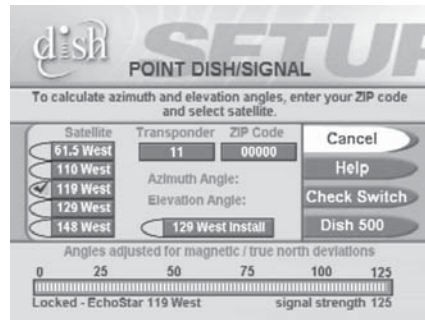 dish
SETUP
POINT DISH/SIGNAL
To calculate azimuth and elevation angles, enter your ZIP code
and select satellite.
Satellite Transponder ZIP Code
61.5 West 11 00000
110 West
119 West
129 West
148 West
Azimuth Angle:
Elevation Angle:
129 West Install
Cancel
Help
Check Switch
Dish 500
Angles adjusted for magnetic / true north deviations
0 25 50 75 100 125
Locked - EchoStar 119 West signal strength 125